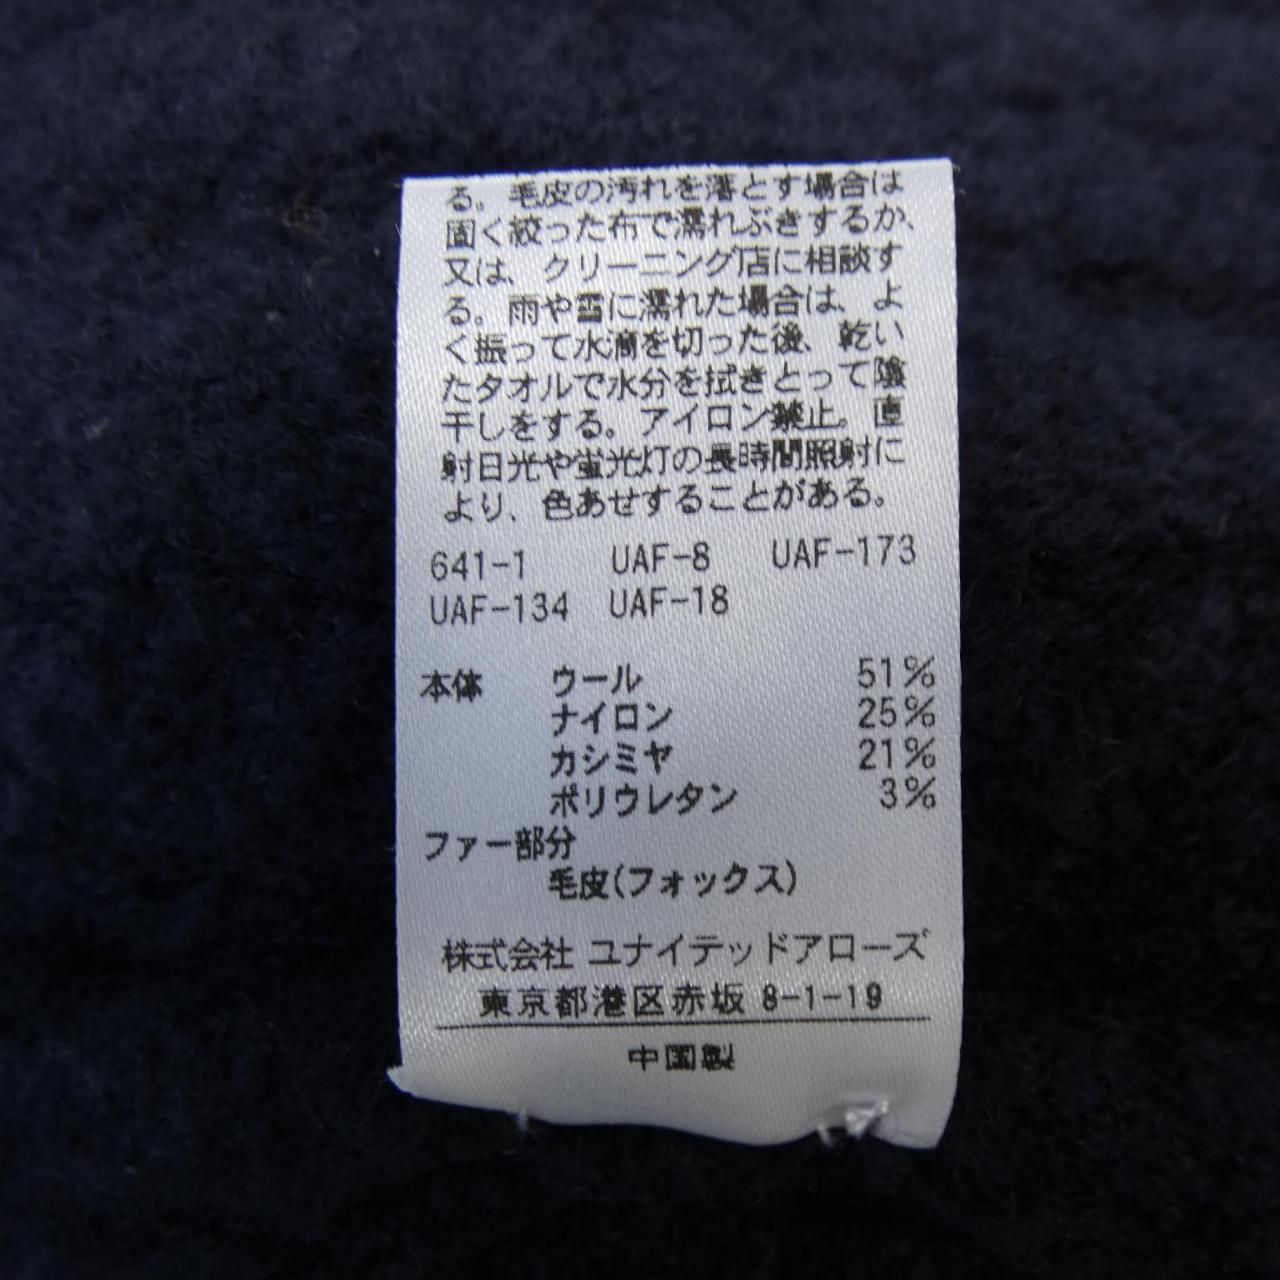 る。毛皮の汚れを落とす場合は
固く絞った布で濡れぶきするか、
又は、クリーニング店に相談す
る。雨や雪に濡れた場合は、よ
く振って水滴を切った後、乾い
たタオルで水分を拭きとって陰
干しをする。アイロン禁止。直
射日光や蛍光灯の長時間照射に
より、色あせすることがある。
641-1 UAF-8 UAF-173
UAF-134 UAF-18
本体 ウール 51%
ナイロン 25%
カシミヤ 21%
ポリウレタン 3%
ファー部分
毛皮(フォックス)
株式会社 ユナイテッドアローズ
東京都港区赤坂 8-1-19
中国製